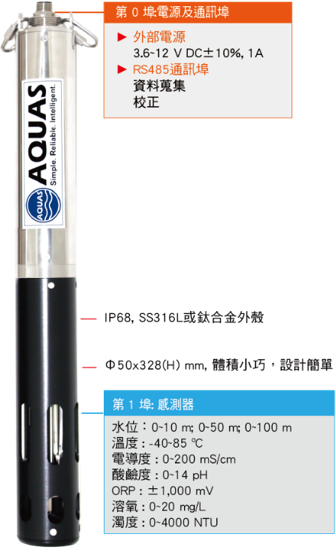 第 0 埠:電源及通訊埠
▶ 外部電源
3.6~12 V DC±10%, 1A
▶ RS485通訊埠
資料蒐集
校正
AQUAS
Simple. Reliable. Intelligent.
AQUAS
IP68, SS316L或鈦合金外殼
Φ50x328(H) mm, 體積小巧，設計簡單
第 1 埠: 感測器
水位：0~10 m; 0~50 m; 0~100 m
溫度 : -40~85 ℃
電導度 : 0~200 mS/cm
酸鹼度 : 0~14 pH
ORP : ±1,000 mV
溶氧 : 0~20 mg/L
濁度 : 0~4000 NTU